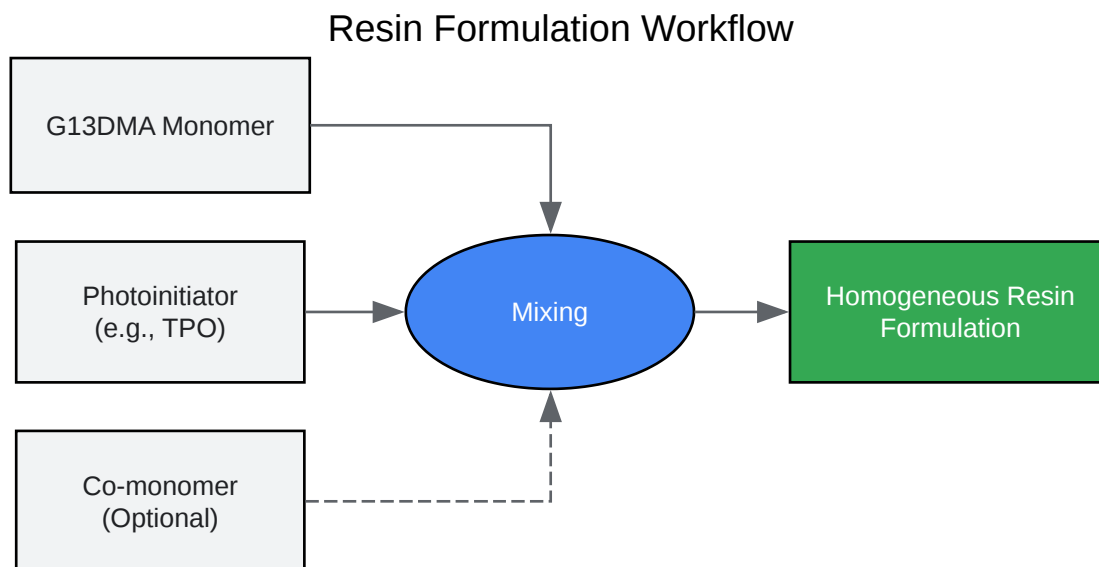 Resin Formulation Workflow
G13DMA Monomer
Photoinitiator
(e.g., TPO)
Mixing
Homogeneous Resin
Formulation
Co-monomer
(Optional)